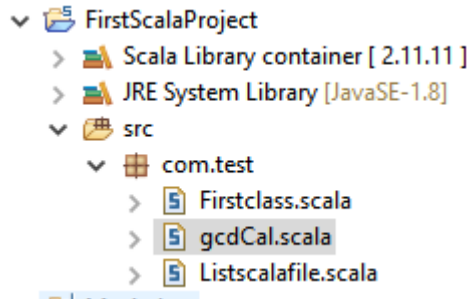 FirstScalaProject
Scala Library container [ 2.11.11 ]
JRE System Library [JavaSE-1.8]
src
com.test
Firstclass.scala
gcdCal.scala
Listscalafile.scala